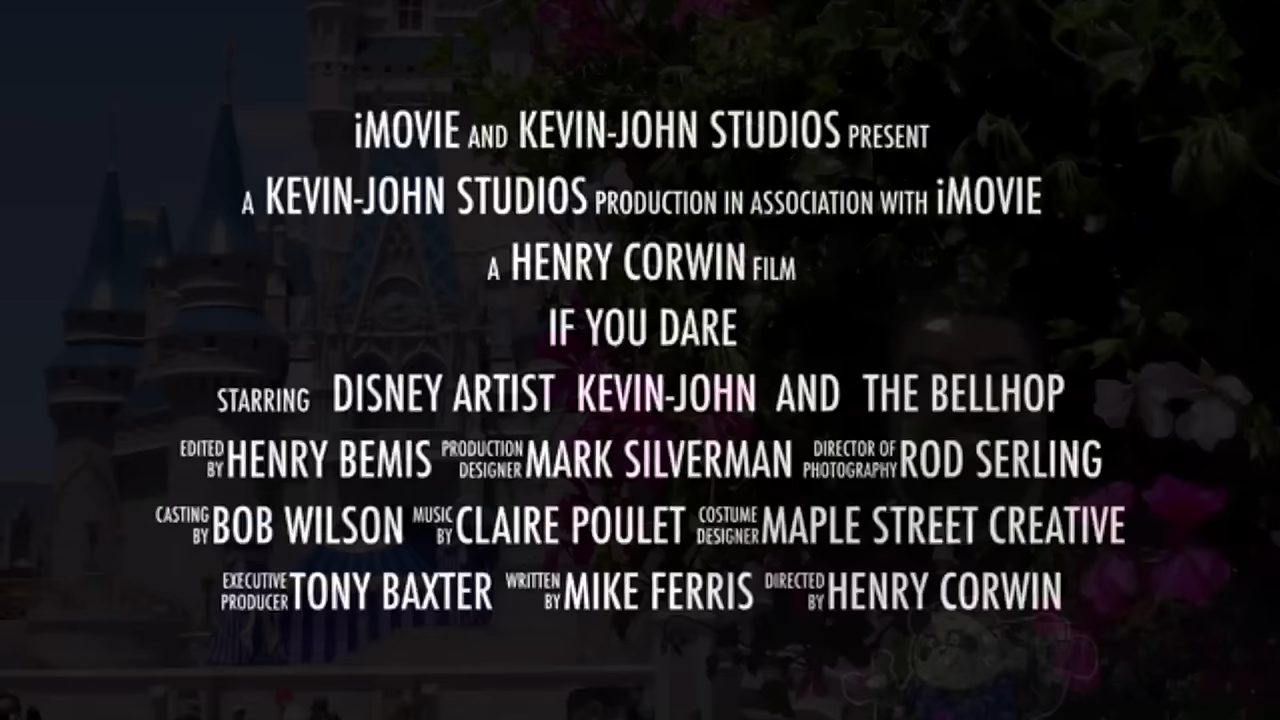 iMOVIE AND KEVIN-JOHN STUDIOS PRESENT
A KEVIN-JOHN STUDIOS PRODUCTION IN ASSOCIATION WITH iMOVIE
A HENRY CORWIN FILM
IF YOU DARE
STARRING DISNEY ARTIST KEVIN-JOHN AND THE BELLHOP
EDITED BY HENRY BEMIS PRODUCTION DESIGNER MARK SILVERMAN DIRECTOR OF PHOTOGRAPHY ROD SERLING
CASTING BY BOB WILSON MUSIC BY CLAIRE POULET COSTUME DESIGNER MAPLE STREET CREATIVE
EXECUTIVE PRODUCER TONY BAXTER WRITTEN BY MIKE FERRIS DIRECTED BY HENRY CORWIN